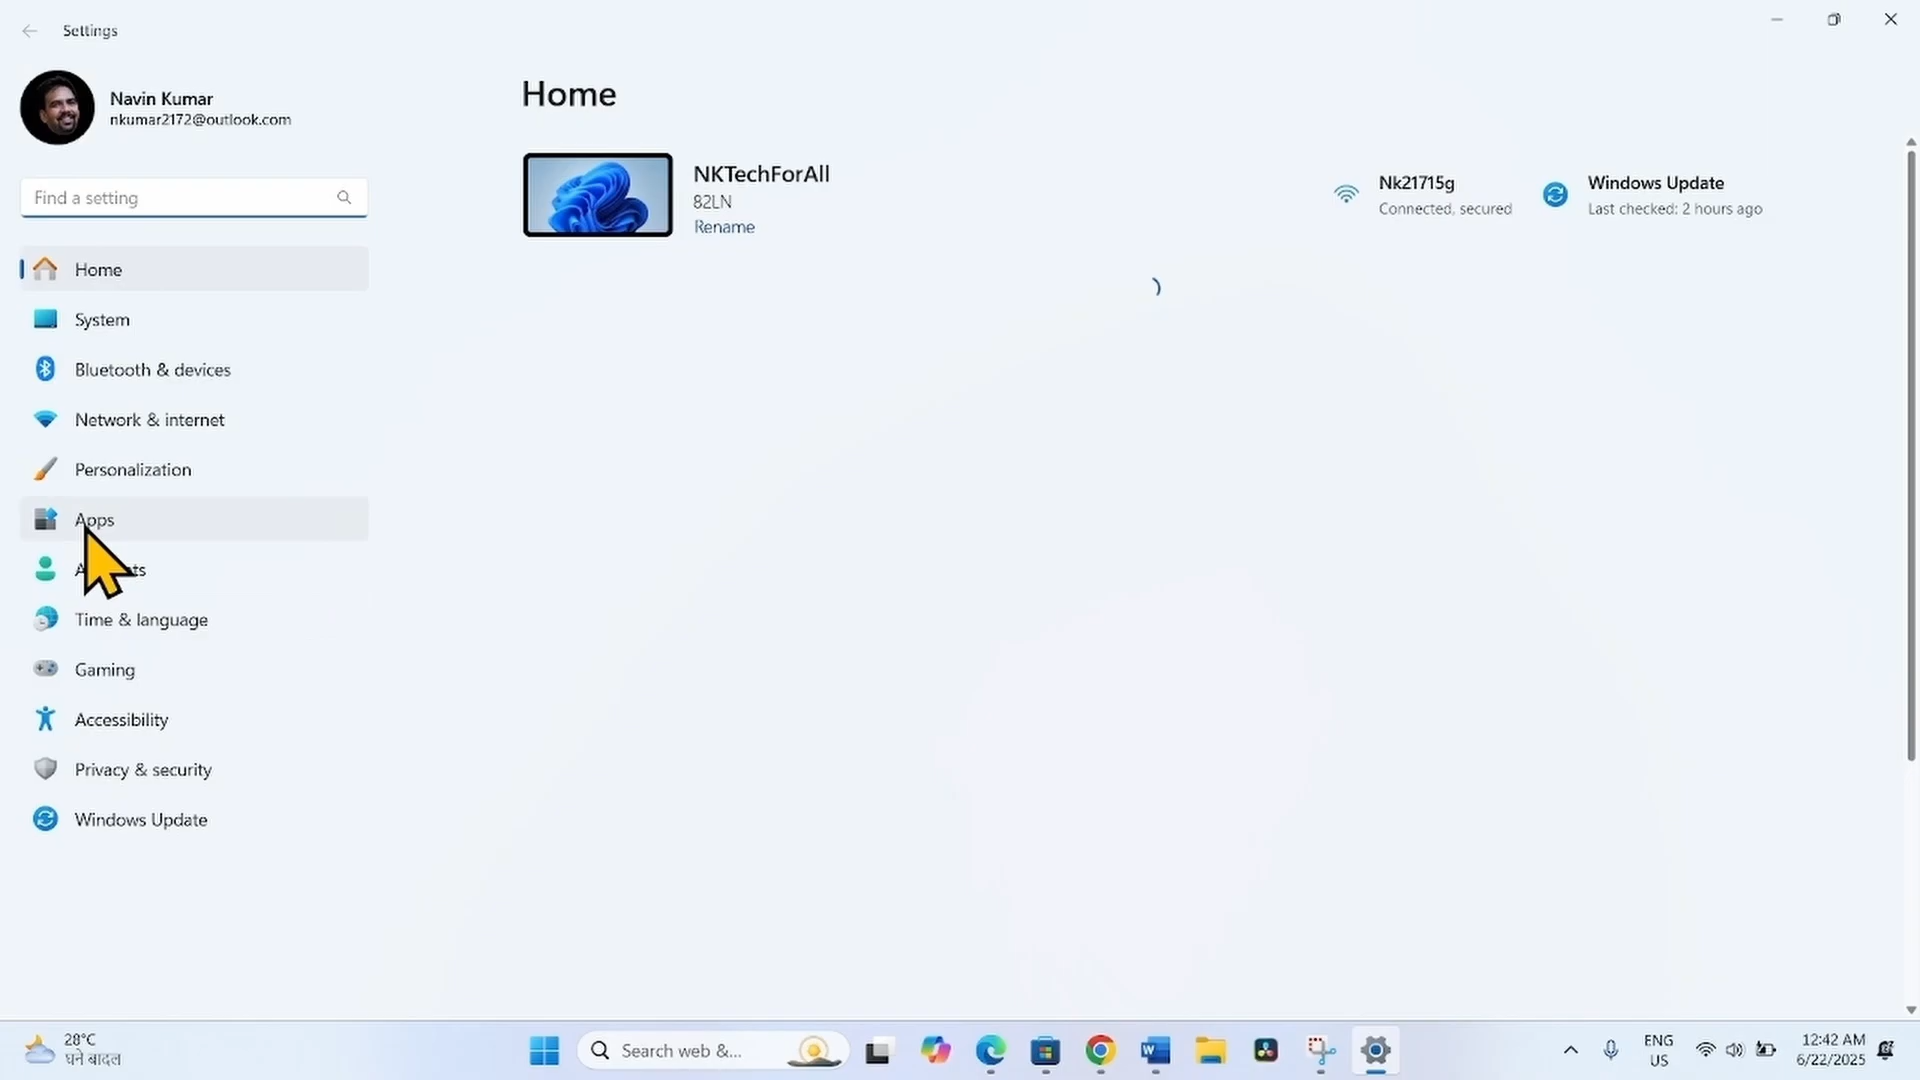 Settings
Navin Kumar
nkumar2172@outlook.com
Find a setting
Home
System
Bluetooth & devices
Network & internet
Personalization
Apps
Time & language
Gaming
Accessibility
Privacy & security
Windows Update
Home
NKTechForAll
82LN
Rename
Nk21715g
Connected, secured
Windows Update
Last checked: 2 hours ago
28°C
घने बादल
Search web &...
ENG
US
12:42 AM
6/22/2025